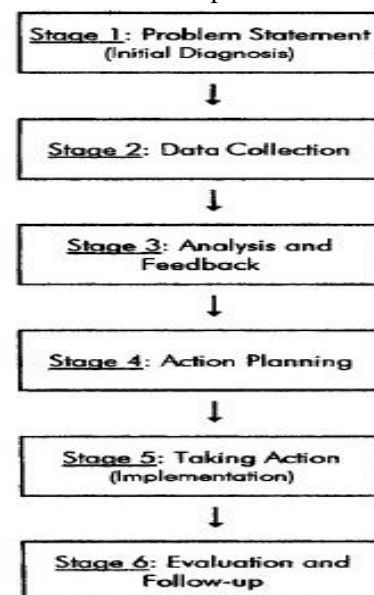 Stage 1: Problem Statement
(Initial Diagnosis)
Stage 2: Data Collection
Stage 3: Analysis and
Feedback
Stage 4: Action Planning
Stage 5: Taking Action
(Implementation)
Stage 6: Evaluation and
Follow-up